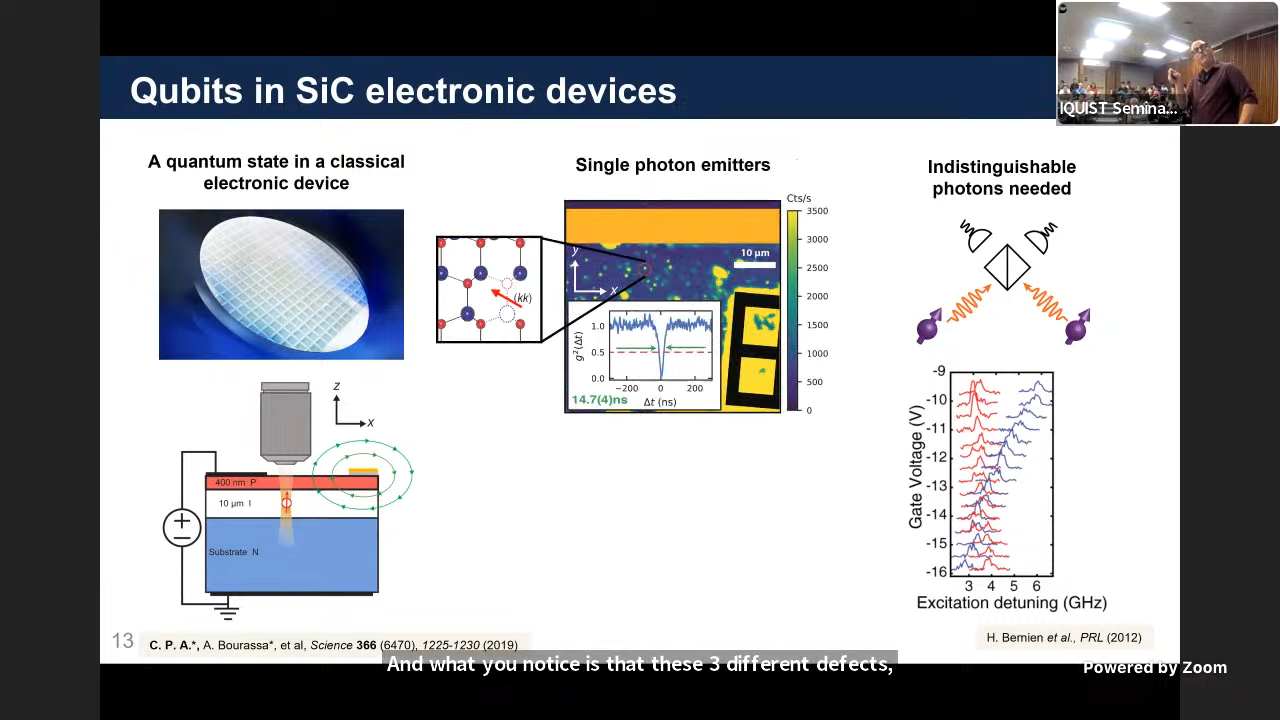 Qubits in SiC electronic devices
IQUIST Semina...
A quantum state in a classical
electronic device
Single photon emitters
Indistinguishable
photons needed
Cts/s
3500
3000
2500
2000
1500
1000
500
0
10 µm
y
x
(kk)
g²(Δt)
1.0
0.5
0.0
−200
0
200
14.7(4)ns
Δt (ns)
Z
X
400 nm P
10 µm I
Substrate N
Gate Voltage (V)
-9
-10
-11
-12
-13
-14
-15
-16
3 4 5 6
Excitation detuning (GHz)
13
C. P. A.*, A. Bourassa*, et al, Science 366 (6470), 1225-1230 (2019)
H. Bernien et al., PRL (2012)
And what you notice is that these 3 different defects,
Powered by Zoom